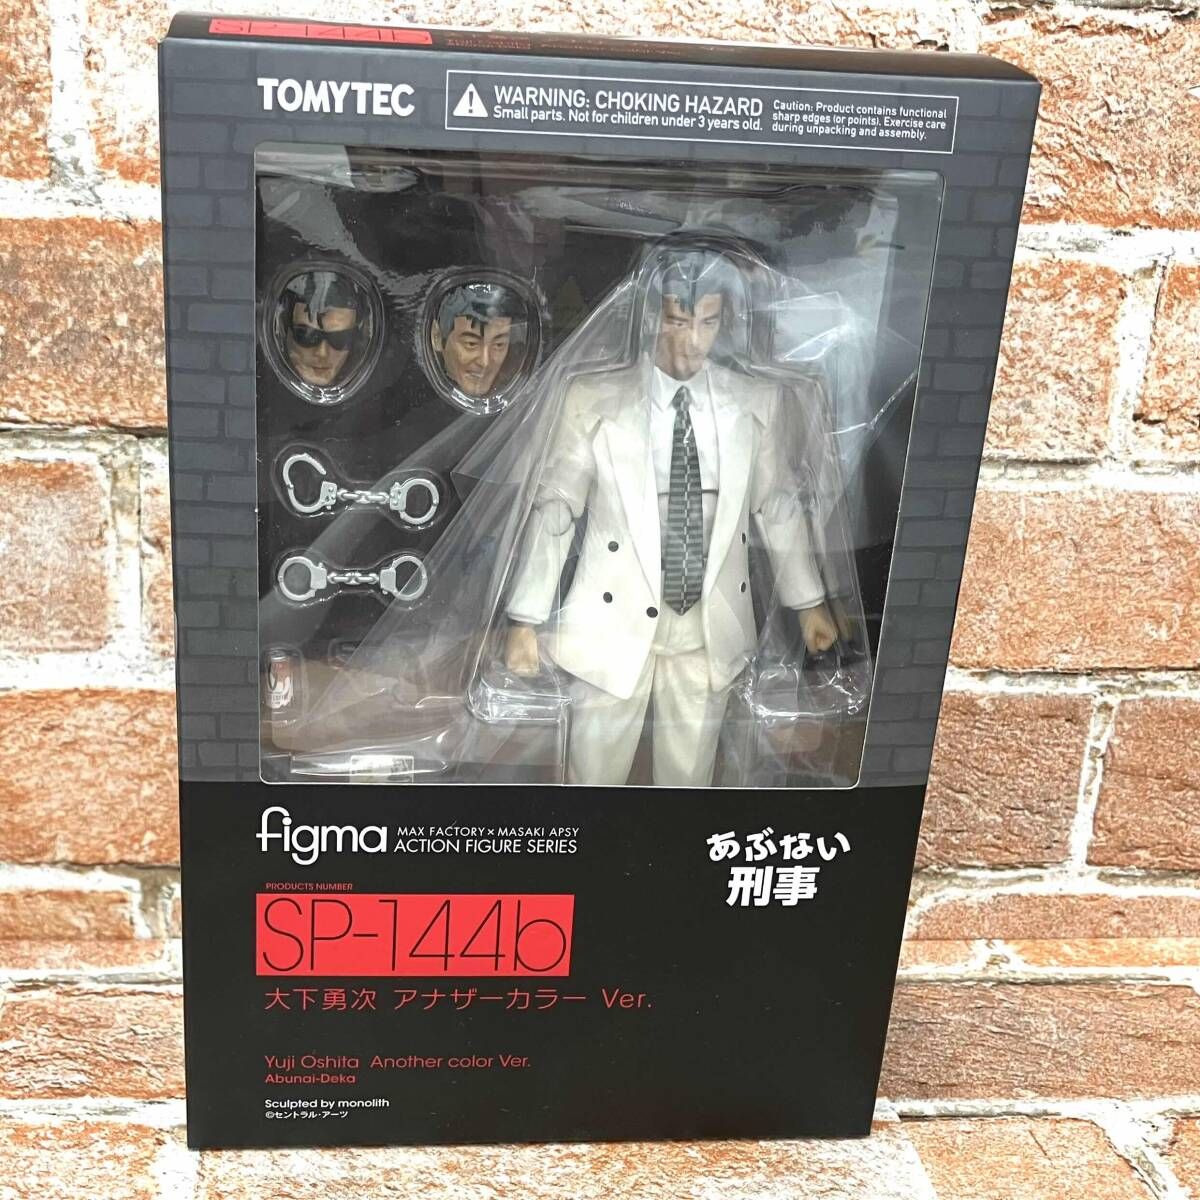 SP-144b
TOMYTEC
WARNING: CHOKING HAZARD
Small parts. Not for children under 3 years old.
Caution: Product contains functional
sharp edges (or points). Exercise care
during unpacking and assembly.
figma
MAX FACTORY × MASAKI APSY
ACTION FIGURE SERIES
あぶない
刑事
PRODUCTS NUMBER
SP-144b
大下勇次 アナザーカラー Ver.
Yuji Oshita Another color Ver.
Abunai-Deka
Sculpted by monolith
©セントラル・アーツ